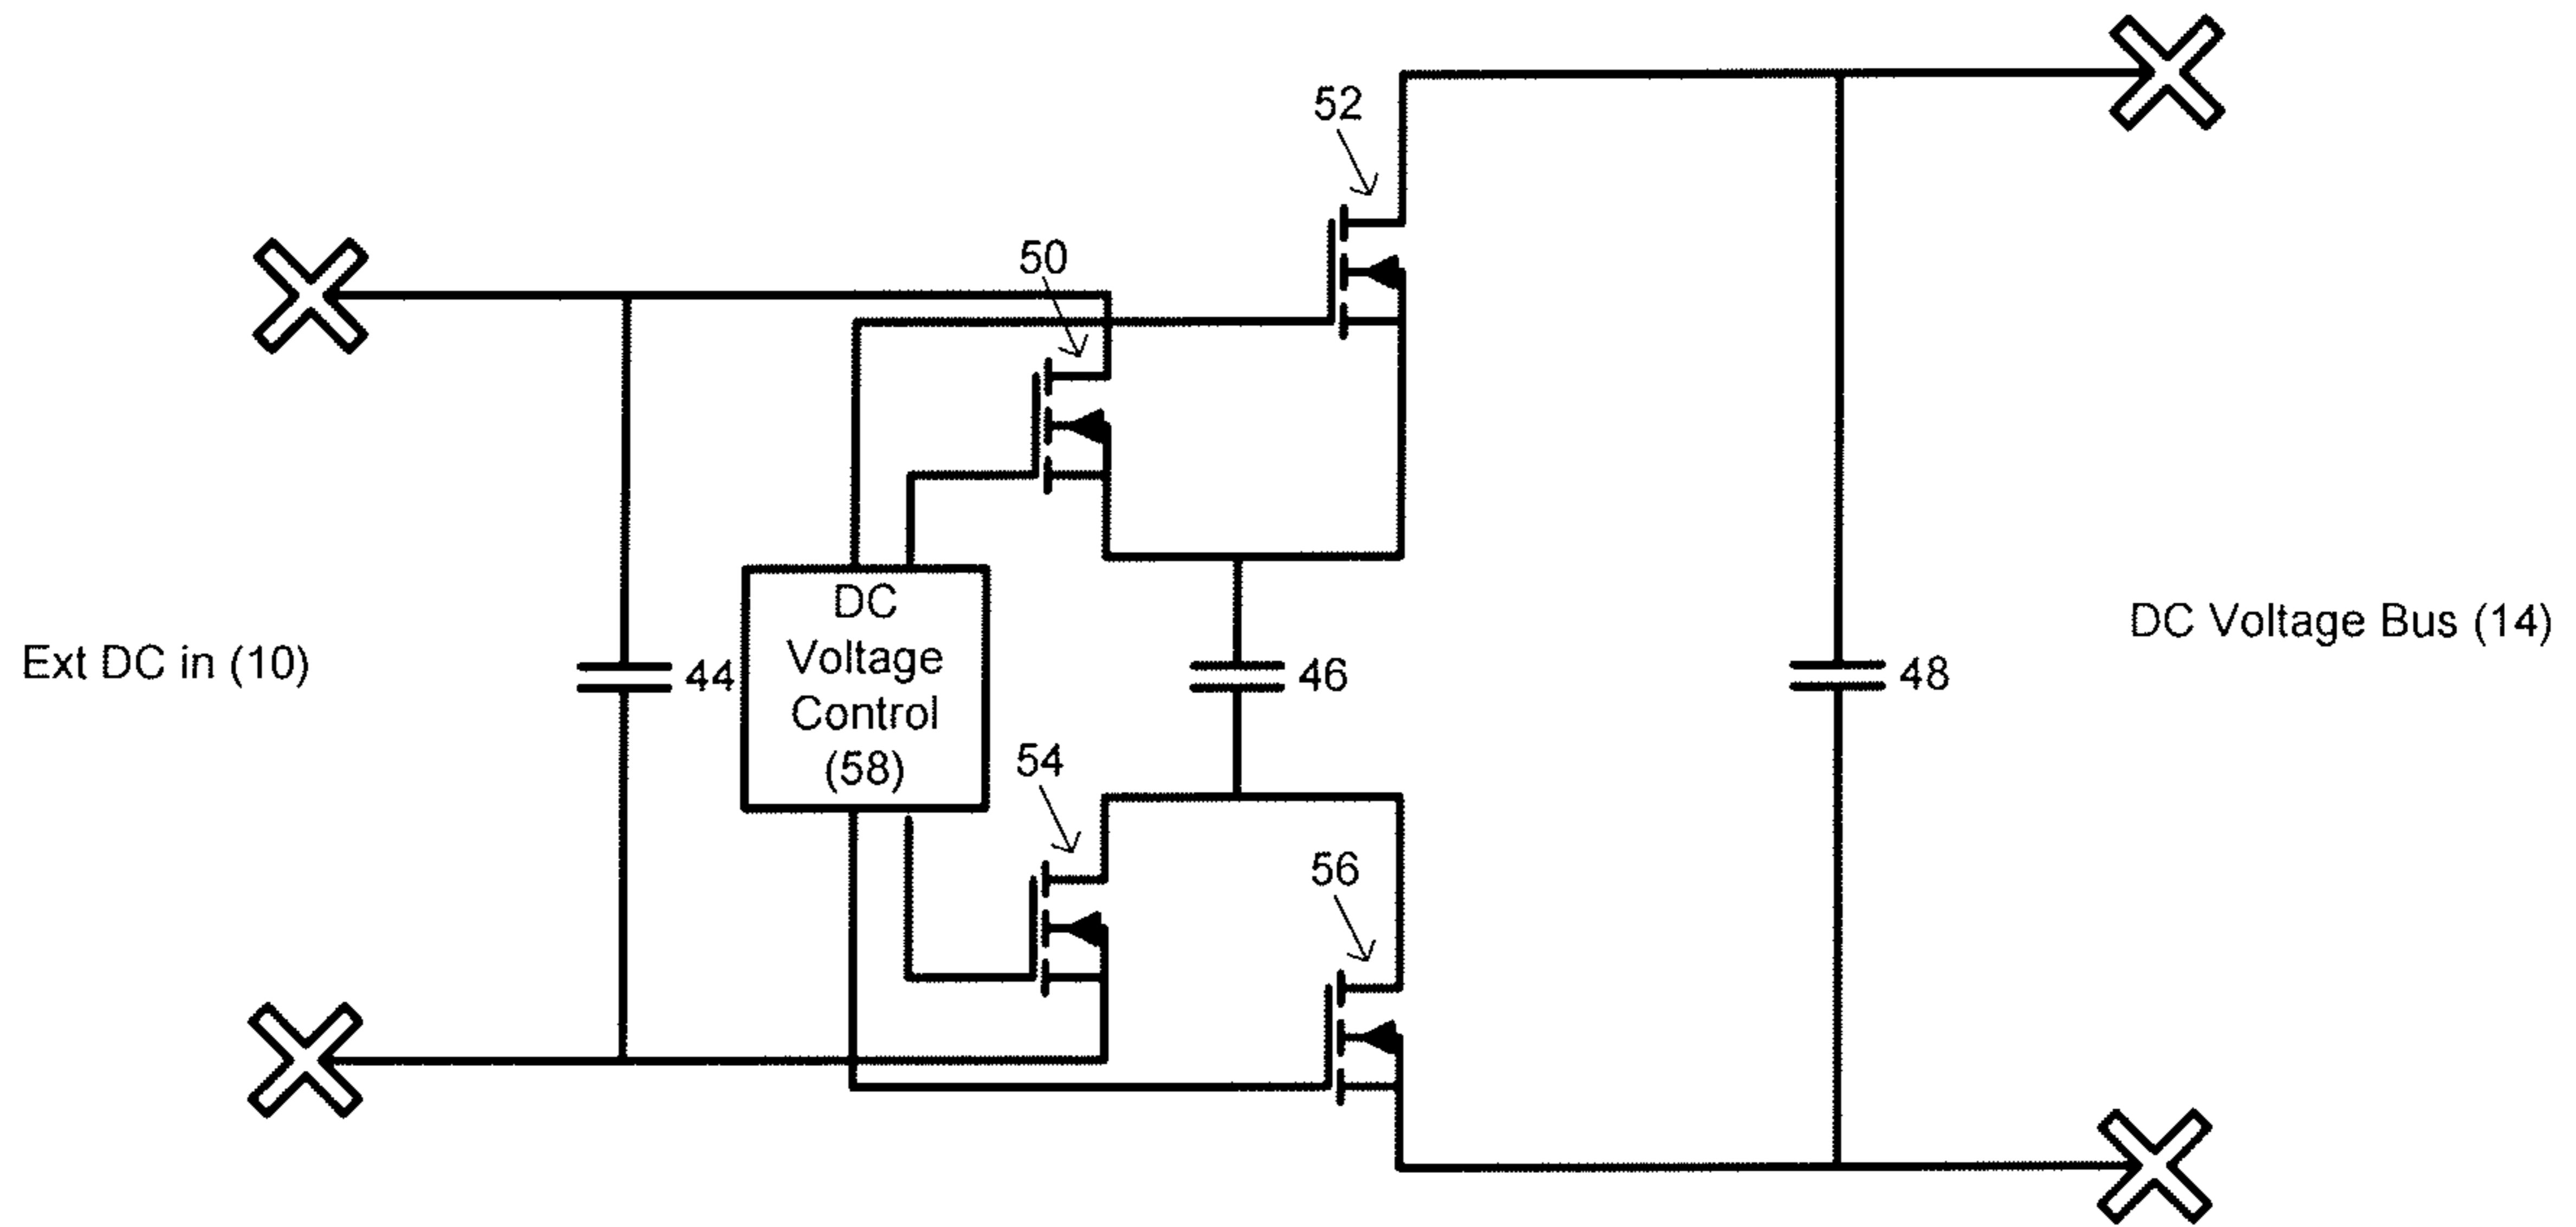 52
50
Ext DC in (10)
44
DC
Voltage
Control
(58)
46
48
DC Voltage Bus (14)
54
56